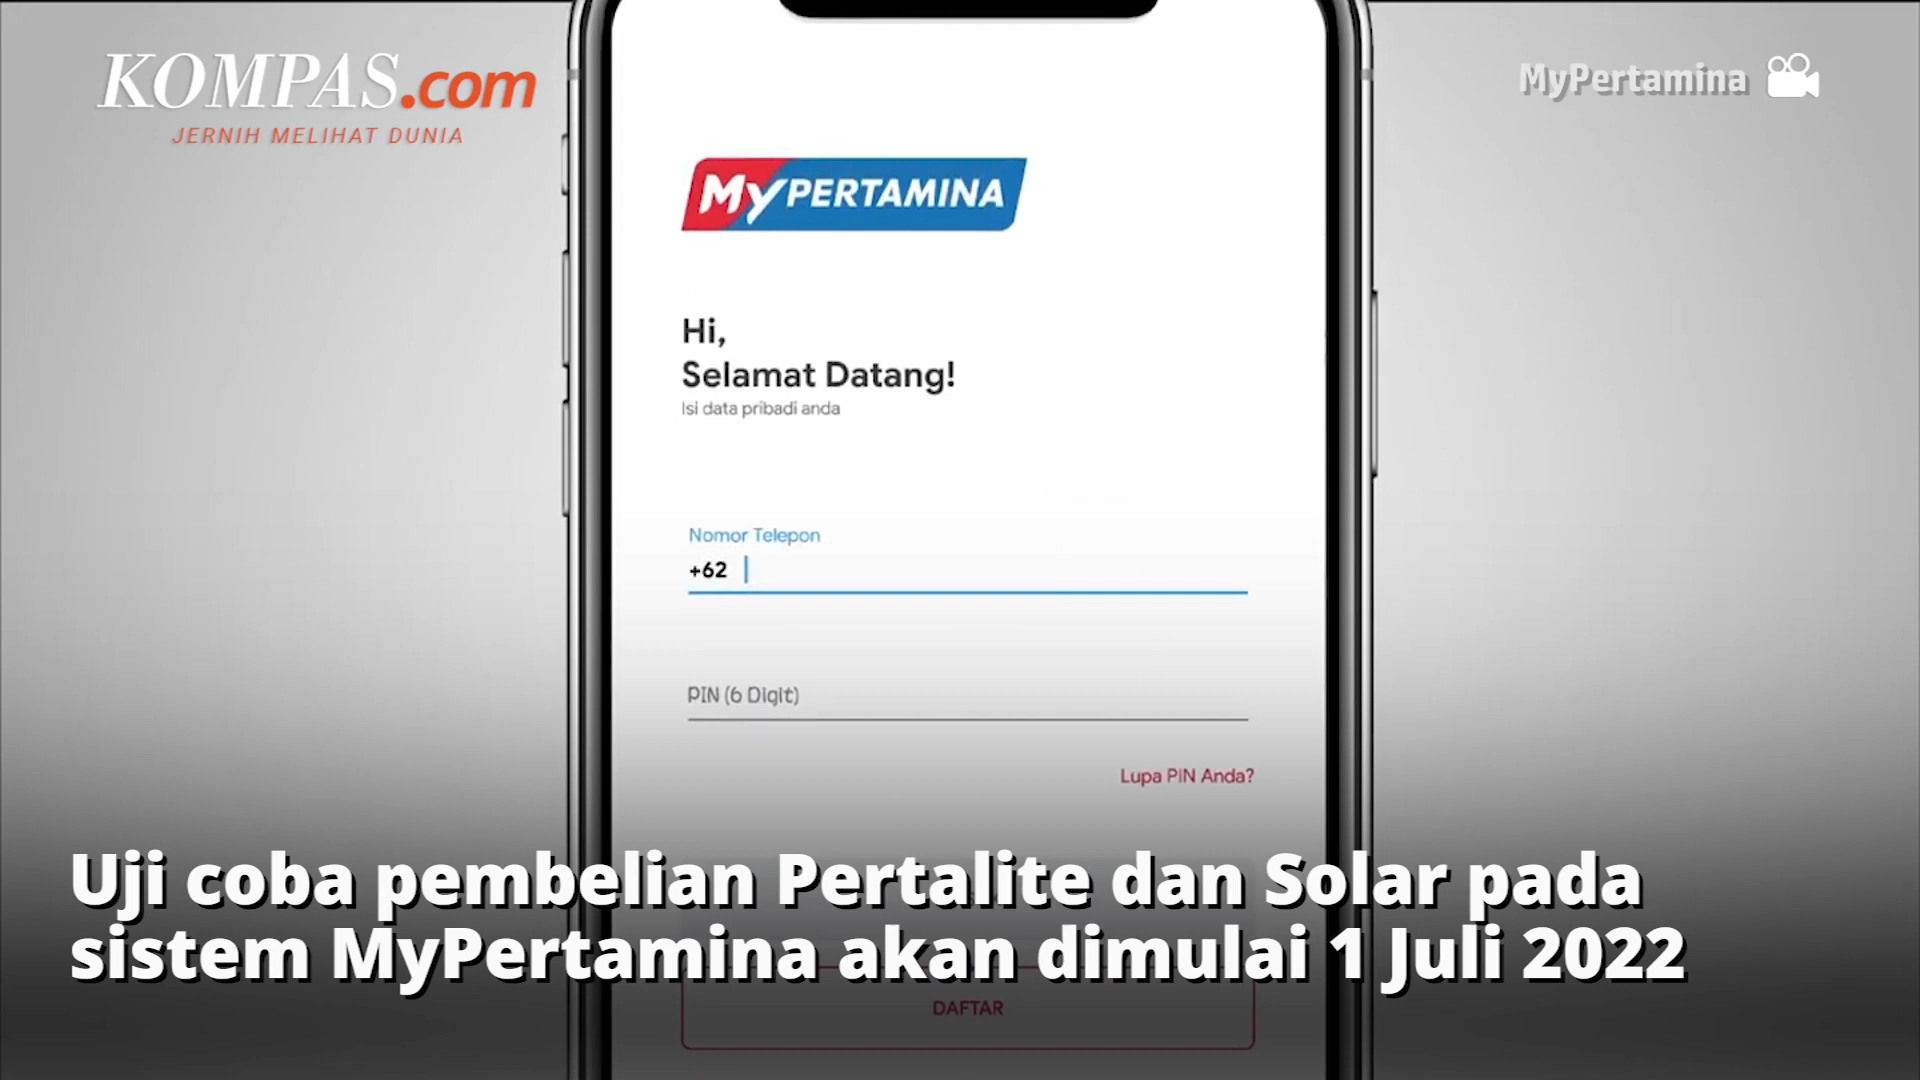 KOMPAS.com
JERNIH MELIHAT DUNIA
MyPertamina
MyPERTAMINA
Hi,
Selamat Datang!
Isi data pribadi anda
Nomor Telepon
+62
PIN (6 Digit)
Lupa PIN Anda?
Uji coba pembelian Pertalite dan Solar pada
sistem MyPertamina akan dimulai 1 Juli 2022
DAFTAR